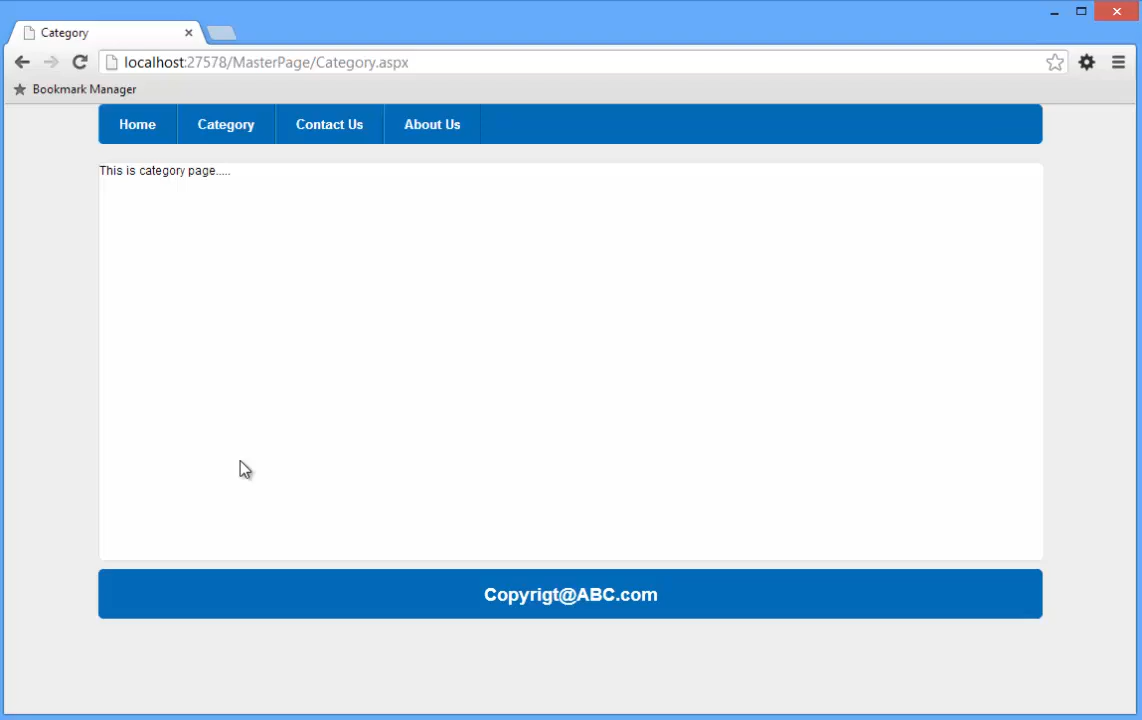 Category
localhost:27578/MasterPage/Category.aspx
Bookmark Manager
Home Category Contact Us About Us
This is category page.....
Copyrigt@ABC.com